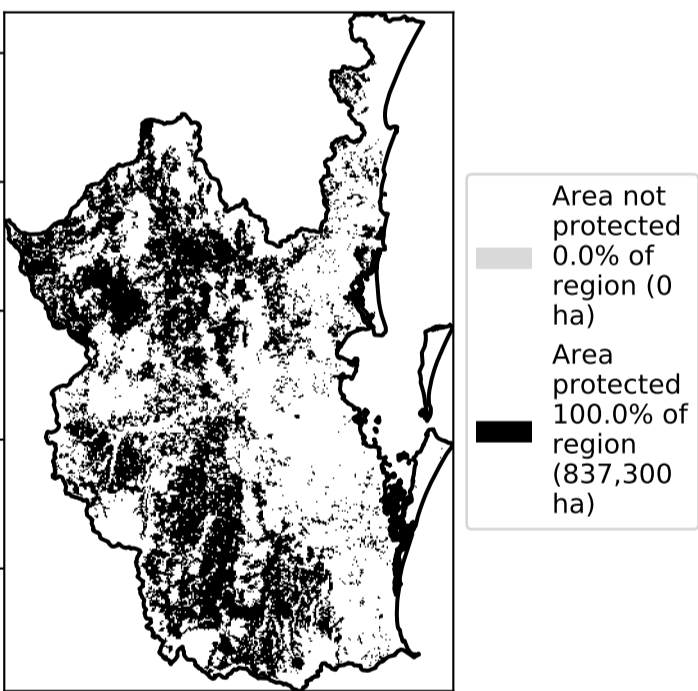 Area not
protected
0.0% of
region (0
ha)
Area
protected
100.0% of
region
(837,300
ha)